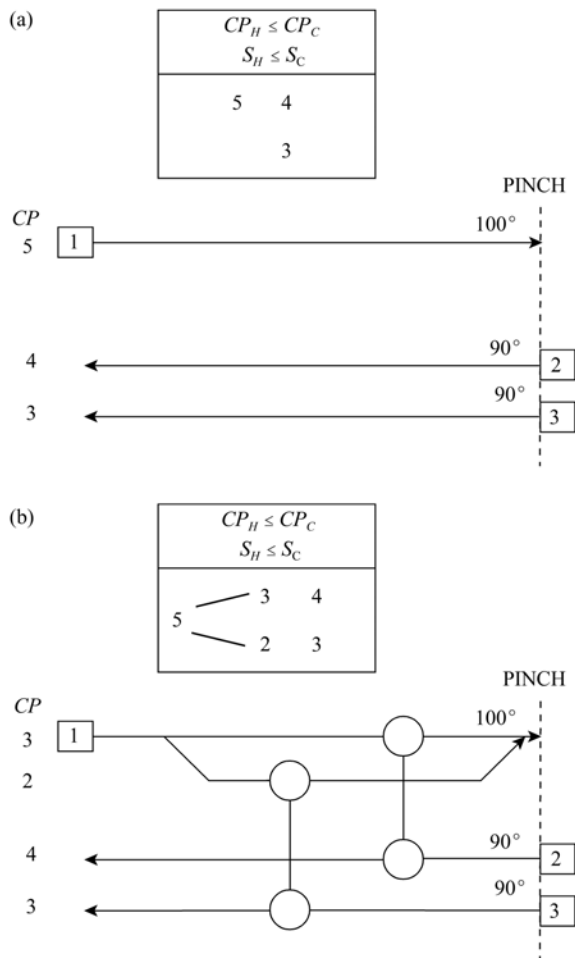 (a)
CP_H ≤ CP_C
S_H ≤ S_C
5 4
3
PINCH
CP
100°
5 1
90°
4 2
90°
3 3
(b)
CP_H ≤ CP_C
S_H ≤ S_C
3 4
5
2 3
PINCH
CP
100°
3 1
2
90°
4 2
90°
3 3